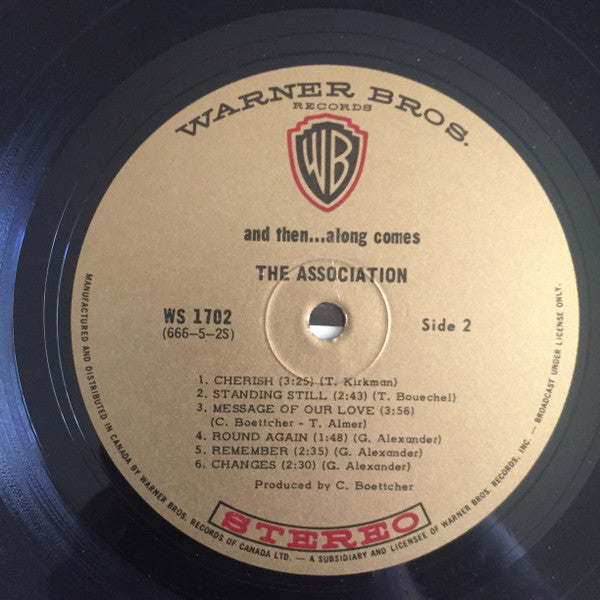 WARNER BROS.
RECORDS
WB
and then...along comes
THE ASSOCIATION
WS 1702
(666—5—2S)
Side 2
1. CHERISH (3:25) (T. Kirkman)
2. STANDING STILL (2:43) (T. Bouechel)
3. MESSAGE OF OUR LOVE (3:56)
(C. Boettcher - T. Almer)
4. ROUND AGAIN (1:48) (G. Alexander)
5. REMEMBER (2:35) (G. Alexander)
6. CHANGES (2:30) (G. Alexander)
Produced by C. Boettcher
STEREO
MANUFACTURED AND DISTRIBUTED IN CANADA BY WARNER BROS. RECORDS OF CANADA LTD. — A SUBSIDIARY AND LICENSEE OF WARNER BROS. RECORDS, INC. — BROADCAST UNDER LICENSE ONLY.